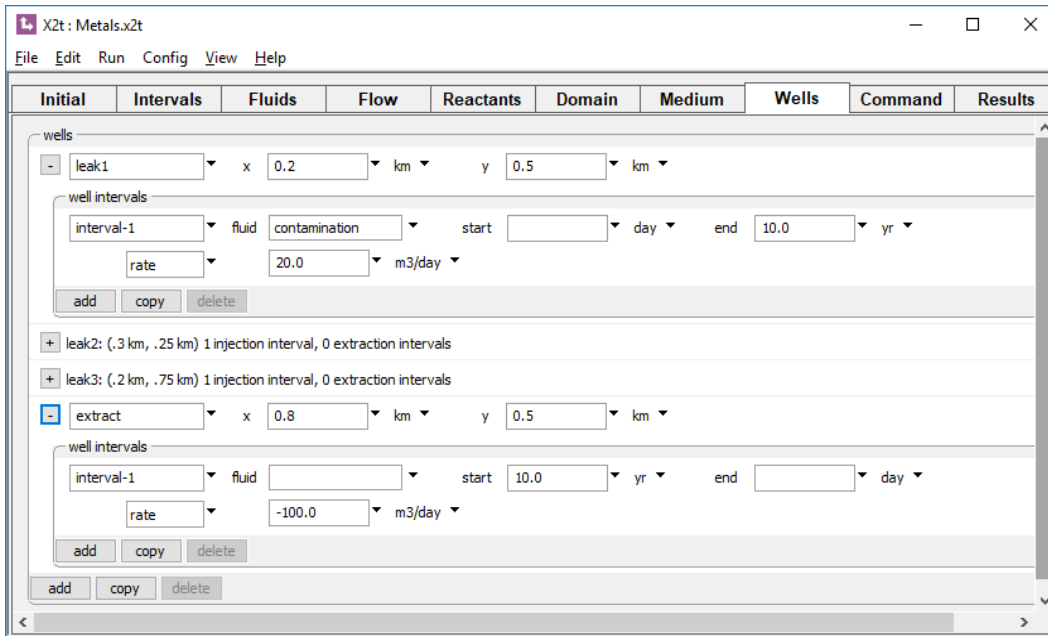 X2t : Metals.x2t
File Edit Run Config View Help
Initial Intervals Fluids Flow Reactants Domain Medium Wells Command Results
wells
- leak1 x 0.2 km y 0.5 km
well intervals
interval-1 fluid contamination start day end 10.0 yr
rate 20.0 m3/day
add copy delete
+ leak2: (.3 km, .25 km) 1 injection interval, 0 extraction intervals
+ leak3: (.2 km, .75 km) 1 injection interval, 0 extraction intervals
- extract x 0.8 km y 0.5 km
well intervals
interval-1 fluid start 10.0 yr end day
rate -100.0 m3/day
add copy delete
add copy delete